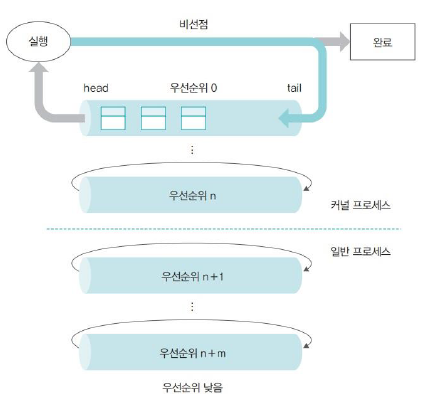 비선점
실행
완료
head 우선순위 0 tail
⋮
우선순위 n
커널 프로세스
일반 프로세스
우선순위 n+1
⋮
우선순위 n+m
우선순위 낮음